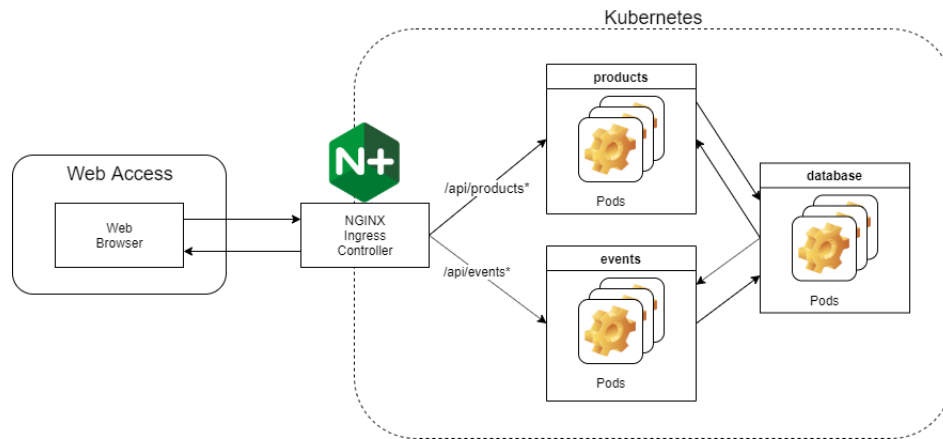 Kubernetes
products
Pods
N+
Web Access
Web
Browser
NGINX
Ingress
Controller
/api/products*
/api/events*
events
Pods
database
Pods